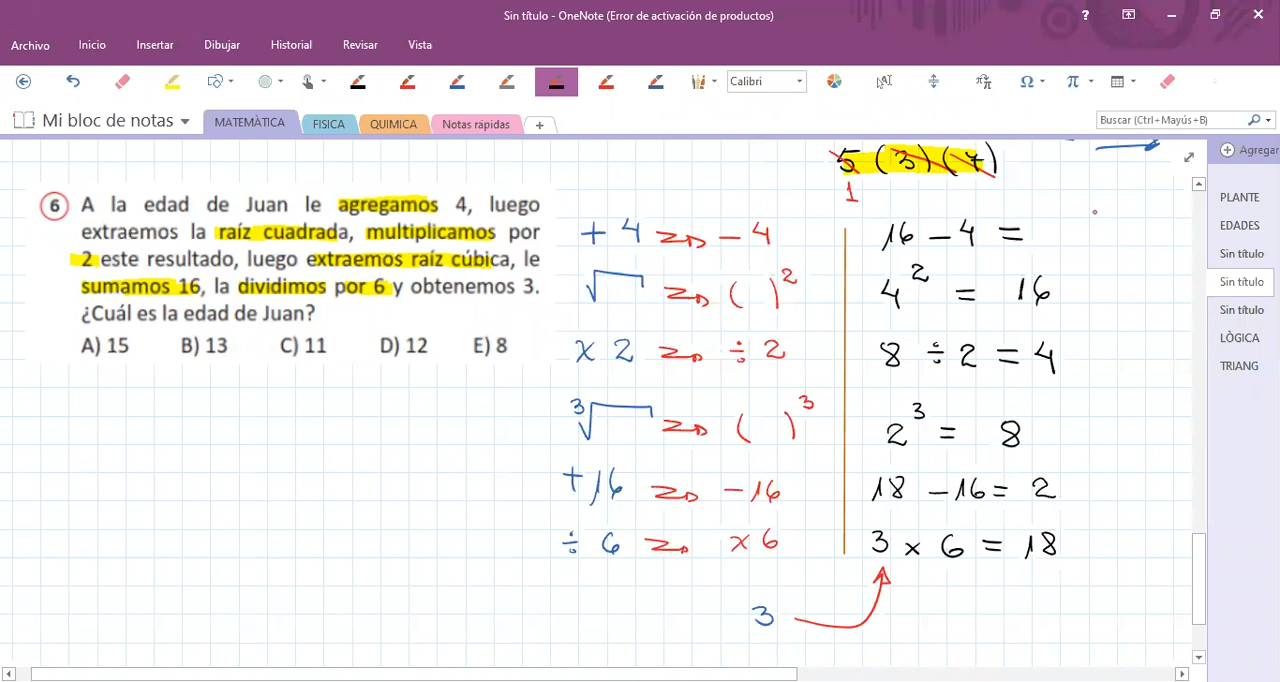 Sin título - OneNote (Error de activación de productos)
?
Archivo Inicio Insertar Dibujar Historial Revisar Vista
Calibri
Mi bloc de notas MATEMÀTICA FISICA QUIMICA Notas rápidas + Buscar (Ctrl+Mayús+B)
Agregar
PLANTE
EDADES
Sin título
Sin título
Sin título
LÒGICA
TRIANG
5 (3) (7)
1
6 A la edad de Juan le agregamos 4, luego
extraemos la raíz cuadrada, multiplicamos por
2 este resultado, luego extraemos raíz cúbica, le
sumamos 16, la dividimos por 6 y obtenemos 3.
¿Cuál es la edad de Juan?
A) 15 B) 13 C) 11 D) 12 E) 8
+ 4 ⇒ - 4 16 - 4 =
√ ⇒ ( )² 4² = 16
× 2 ⇒ ÷ 2 8 ÷ 2 = 4
³√ ⇒ ( )³ 2³ = 8
+ 16 ⇒ - 16 18 - 16 = 2
÷ 6 ⇒ × 6 3 × 6 = 18
3